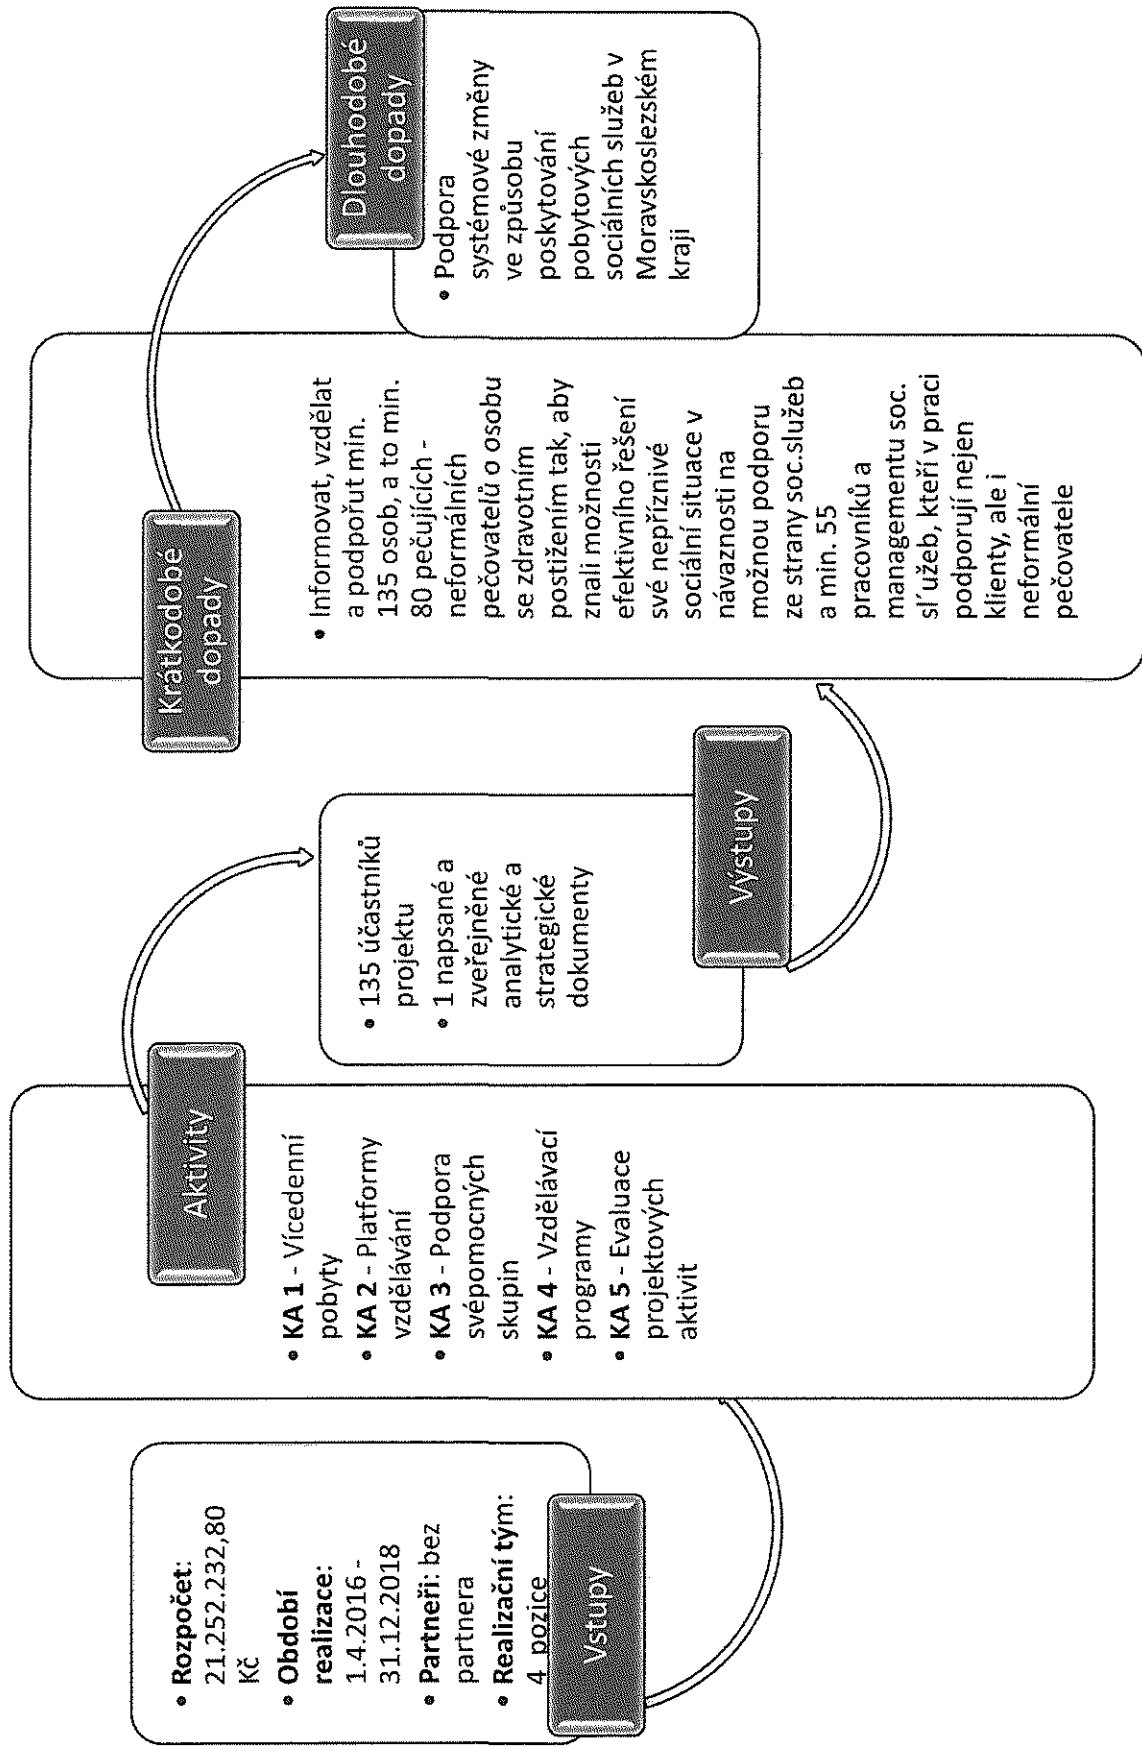 • Rozpočet:
21.252.232,80
Kč
• Období
realizace:
1.4.2016 -
31.12.2018
• Partneři: bez
partnera
• Realizační tým:
4 pozice
Vstupy
Aktivity
• KA 1 - Vícedenní
pobyty
• KA 2 - Platformy
vzdělávání
• KA 3 - Podpora
svépomocných
skupin
• KA 4 - Vzdělávací
programy
• KA 5 - Evaluace
projektových
aktivit
• 135 účastníků
projektu
• 1 napsané a
zveřejněné
analytické a
strategické
dokumenty
Výstupy
Krátkodobé
dopady
• Informovat, vzdělat
a podpořut min.
135 osob, a to min.
80 pečujících -
neformálních
pečovatelů o osobu
se zdravotním
postižením tak, aby
znali možnosti
efektivního řešení
své nepříznivé
sociální situace v
návaznosti na
možnou podporu
ze strany soc.služeb
a min. 55
pracovníků a
managementu soc.
sl´užeb, kteří v praci
podporují nejen
klienty, ale i
neformální
pečovatele
Dlouhodobé
dopady
• Podpora
systémové změny
ve způsobu
poskytování
pobytových
sociálních služeb v
Moravskoslezském
kraji